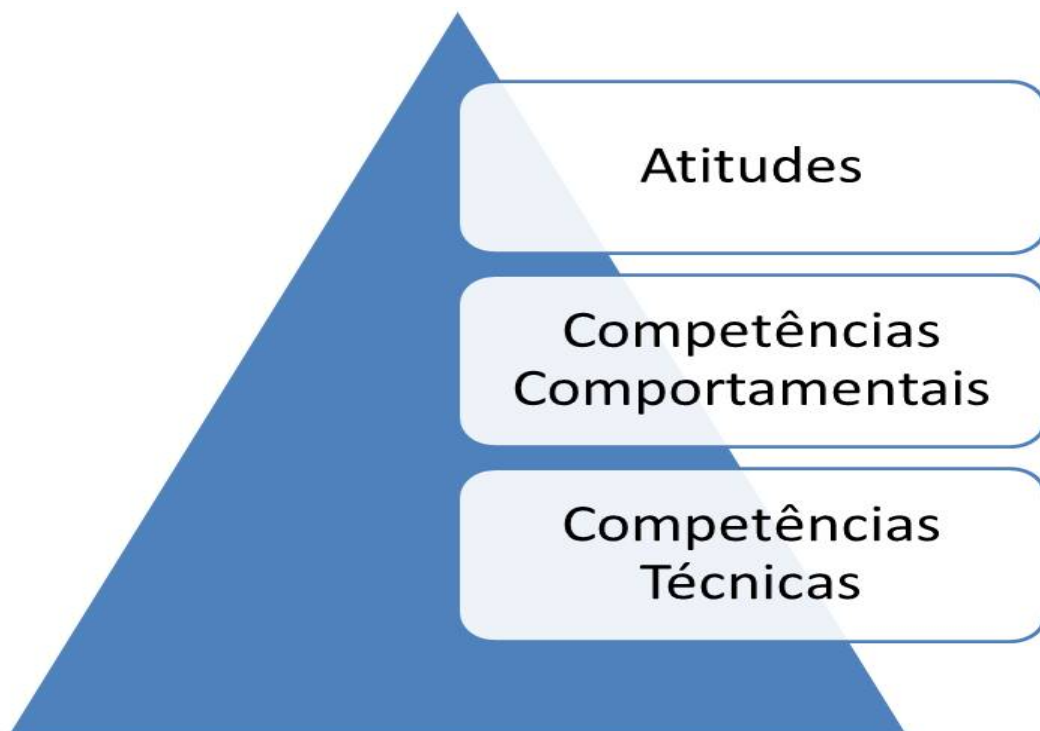 Atitudes
Competências
Comportamentais
Competências
Técnicas